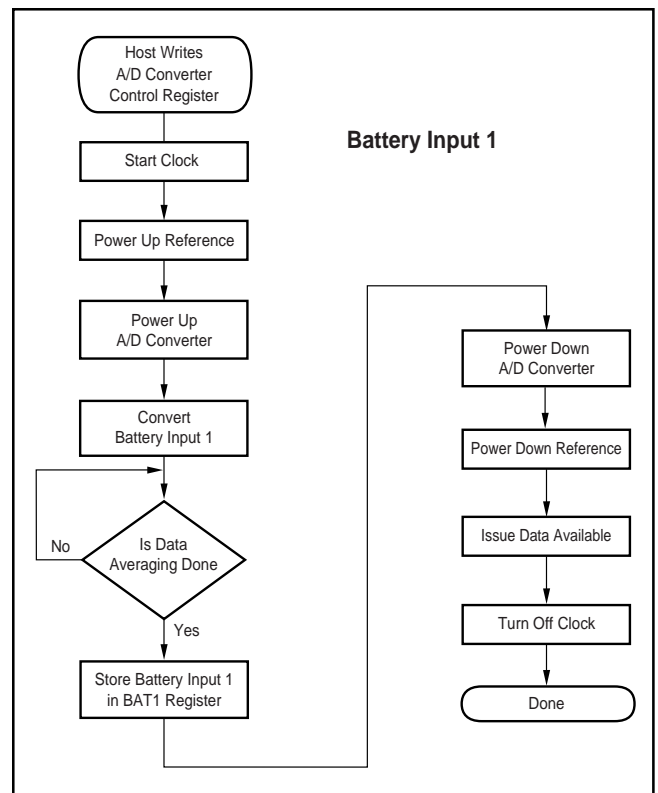 Host Writes
A/D Converter
Control Register
Battery Input 1
Start Clock
Power Up Reference
Power Up
A/D Converter
Convert
Battery Input 1
No
Is Data
Averaging Done
Yes
Store Battery Input 1
in BAT1 Register
Power Down
A/D Converter
Power Down Reference
Issue Data Available
Turn Off Clock
Done